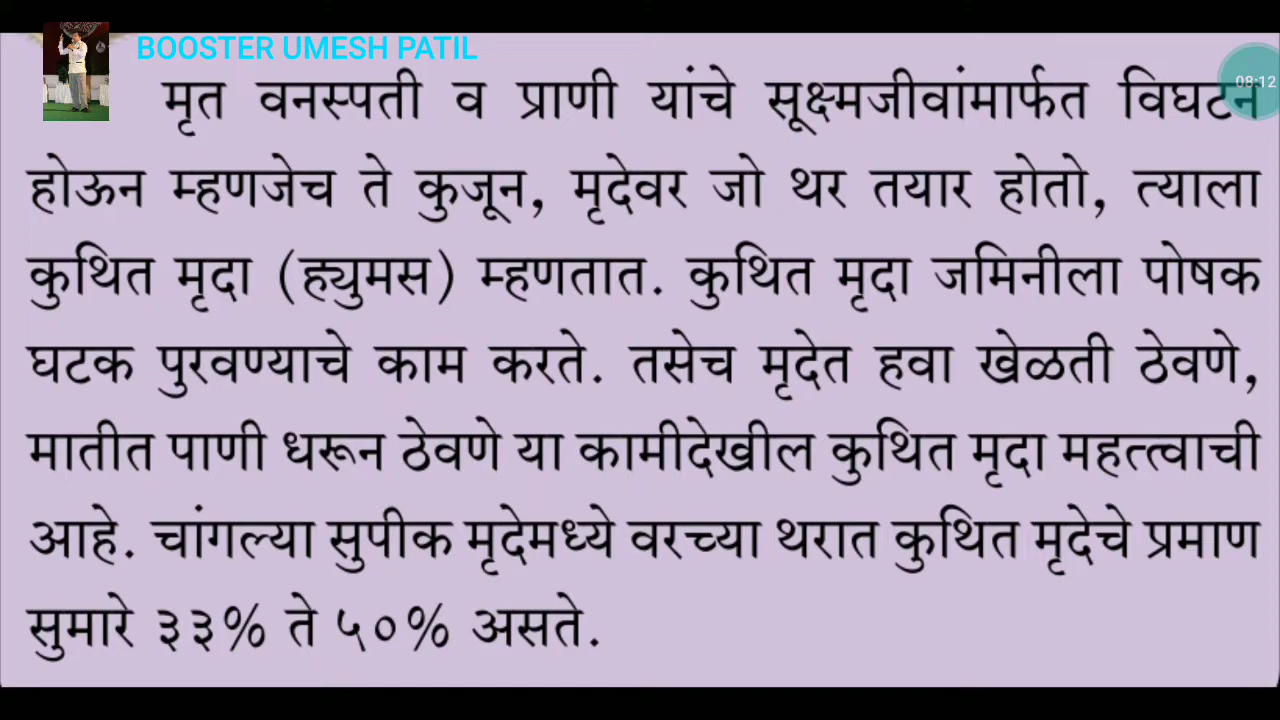 BOOSTER UMESH PATIL
08:12
मृत वनस्पती व प्राणी यांचे सूक्ष्मजीवांमार्फत विघटन
होऊन म्हणजेच ते कुजून, मृदेवर जो थर तयार होतो, त्याला
कुथित मृदा (ह्युमस) म्हणतात. कुथित मृदा जमिनीला पोषक
घटक पुरवण्याचे काम करते. तसेच मृदेत हवा खेळती ठेवणे,
मातीत पाणी धरून ठेवणे या कामीदेखील कुथित मृदा महत्त्वाची
आहे. चांगल्या सुपीक मृदेमध्ये वरच्या थरात कुथित मृदेचे प्रमाण
सुमारे ३३% ते ५०% असते.